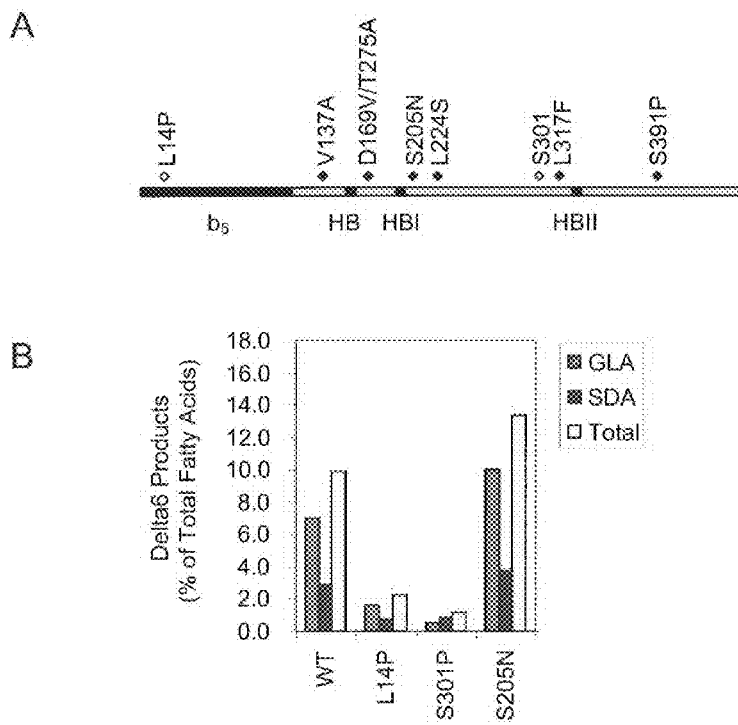 A
L14P
V137A
D169V/T275A
S205N
L224S
S301
L317F
S391P
b5
HB
HBI
HBII
B
Delta6 Products
(% of Total Fatty Acids)
18.0
16.0
14.0
12.0
10.0
8.0
6.0
4.0
2.0
0.0
WT
L14P
S301P
S205N
GLA
SDA
Total